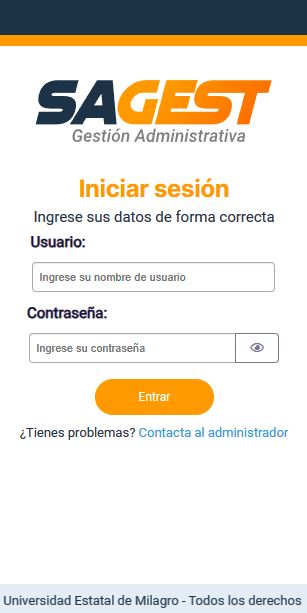 SAGEST
Gestión Administrativa
Iniciar sesión
Ingrese sus datos de forma correcta
Usuario:
Ingrese su nombre de usuario
Contraseña:
Ingrese su contraseña
Entrar
¿Tienes problemas? Contacta al administrador
Universidad Estatal de Milagro - Todos los derechos